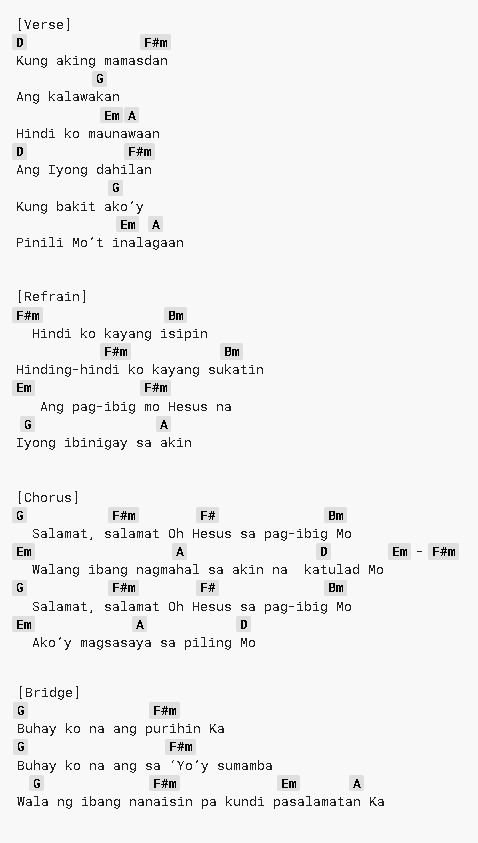 [Verse]
D F#m
Kung aking mamasdan
G
Ang kalawakan
Em A
Hindi ko maunawaan
D F#m
Ang Iyong dahilan
G
Kung bakit ako’y
Em A
Pinili Mo’t inalagaan
[Refrain]
F#m Bm
Hindi ko kayang isipin
F#m Bm
Hinding-hindi ko kayang sukatin
Em F#m
Ang pag-ibig mo Hesus na
G A
Iyong ibinigay sa akin
[Chorus]
G F#m F# Bm
Salamat, salamat Oh Hesus sa pag-ibig Mo
Em A D Em - F#m
Walang ibang nagmahal sa akin na katulad Mo
G F#m F# Bm
Salamat, salamat Oh Hesus sa pag-ibig Mo
Em A D
Ako’y magsasaya sa piling Mo
[Bridge]
G F#m
Buhay ko na ang purihin Ka
G F#m
Buhay ko na ang sa ‘Yo’y sumamba
G F#m Em A
Wala ng ibang nanaisin pa kundi pasalamatan Ka